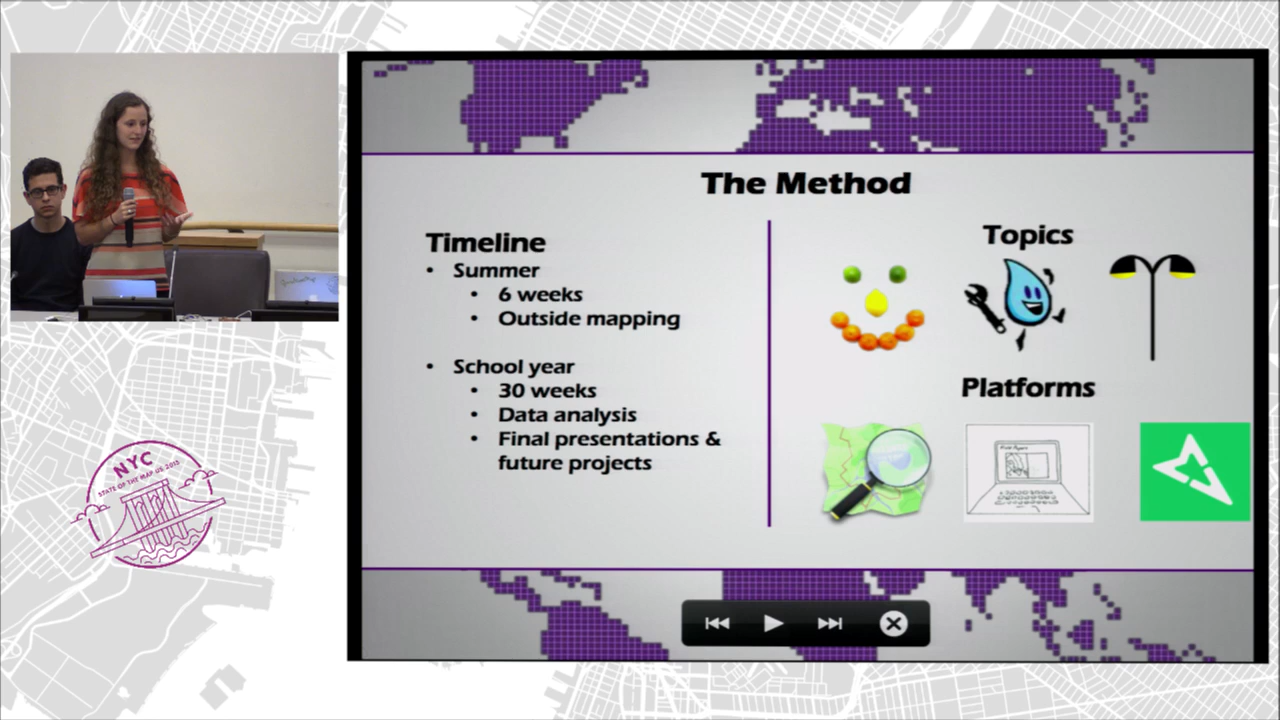 The Method
Timeline
• Summer
• 6 weeks
• Outside mapping
• School year
• 30 weeks
• Data analysis
• Final presentations &
future projects
Topics
Platforms
NYC
STATE OF THE MAP US 2015